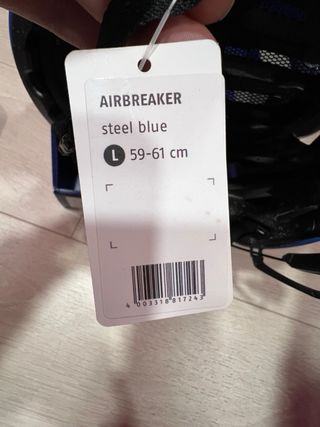 AIRBREAKER
steel blue
L 59-61 cm
4 003318 817243